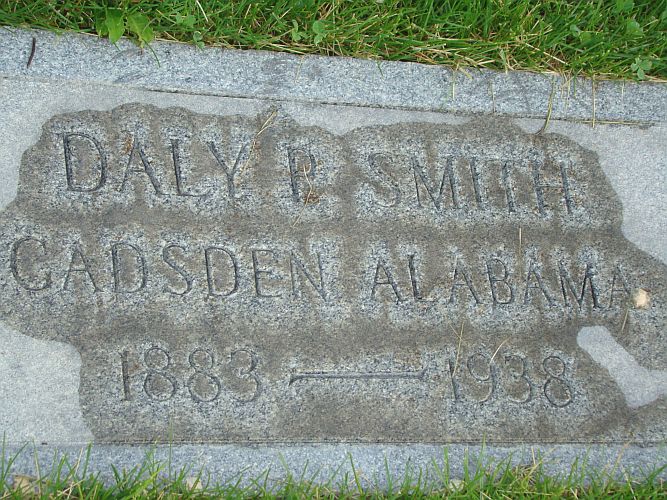 DALY P. SMITH
GADSDEN ALABAMA
1883 — 1938